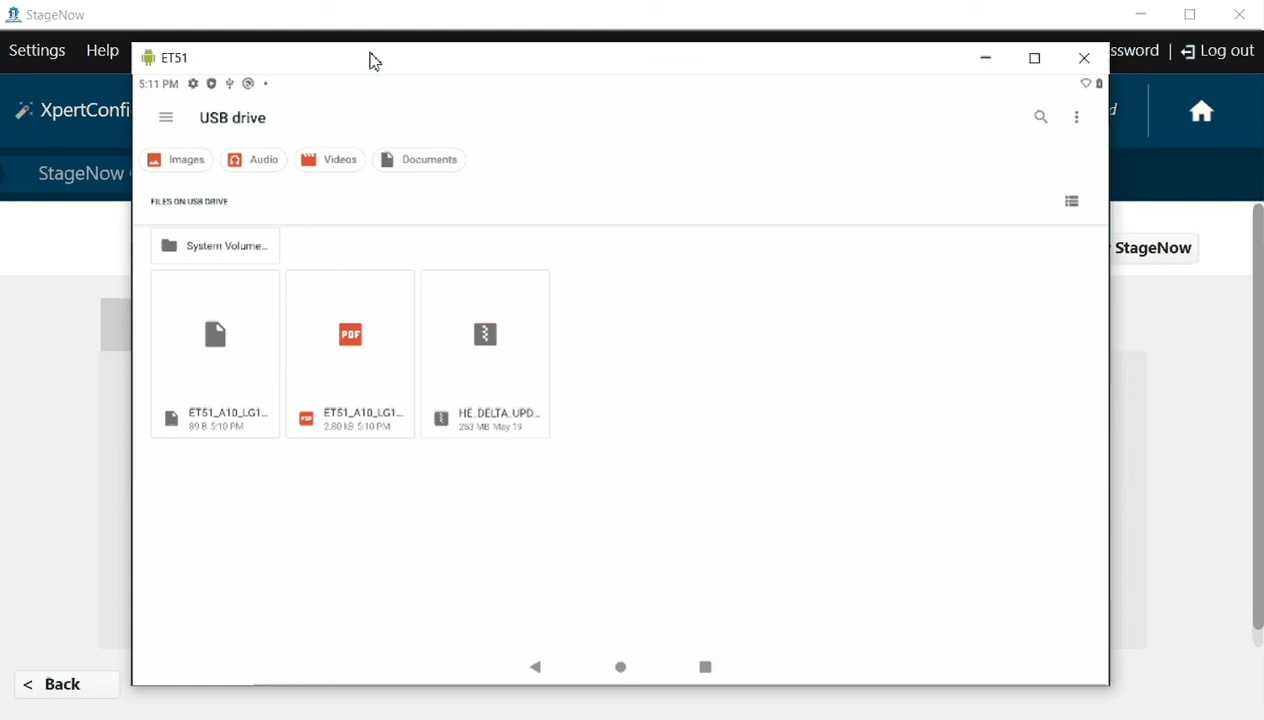 StageNow
Settings Help
ssword | Log out
ET51
5:11 PM
XpertConfi
USB drive
Images Audio Videos Documents
StageNow
FILES ON USB DRIVE
StageNow
System Volume...
PDF
ET51_A10_LG1...
89 B 5:10 PM
PDF
ET51_A10_LG1...
2.80 kB 5:10 PM
HE_DELTA_UPD...
253 MB May 19
< Back